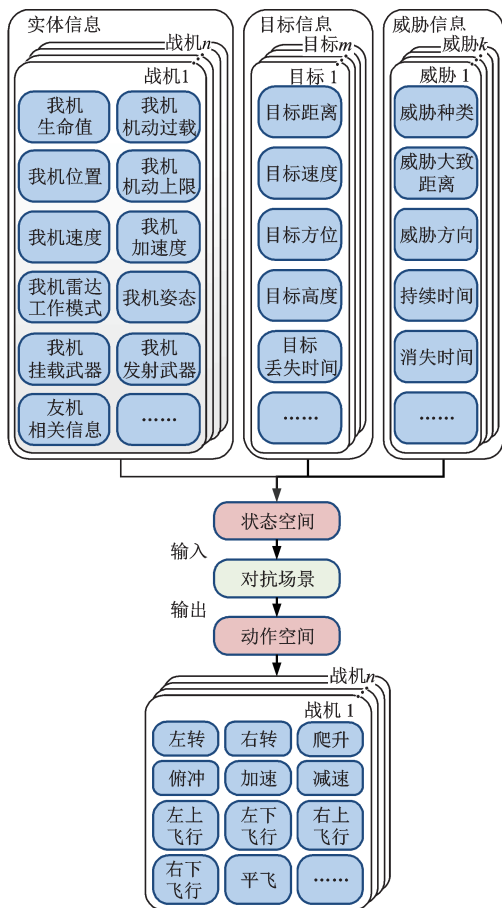 实体信息
战机n
战机1
我机
生命值
我机
机动过载
我机位置
我机
机动上限
我机速度
我机
加速度
我机雷达
工作模式
我机姿态
我机
挂载武器
我机
发射武器
友机
相关信息
……
目标信息
目标m
目标 1
目标距离
目标速度
目标方位
目标高度
目标
丢失时间
……
威胁信息
威胁k
威胁 1
威胁种类
威胁大致
距离
威胁方向
持续时间
消失时间
……
状态空间
输入
对抗场景
输出
动作空间
战机n
战机 1
左转
右转
爬升
俯冲
加速
减速
左上
飞行
左下
飞行
右上
飞行
右下
飞行
平飞
……